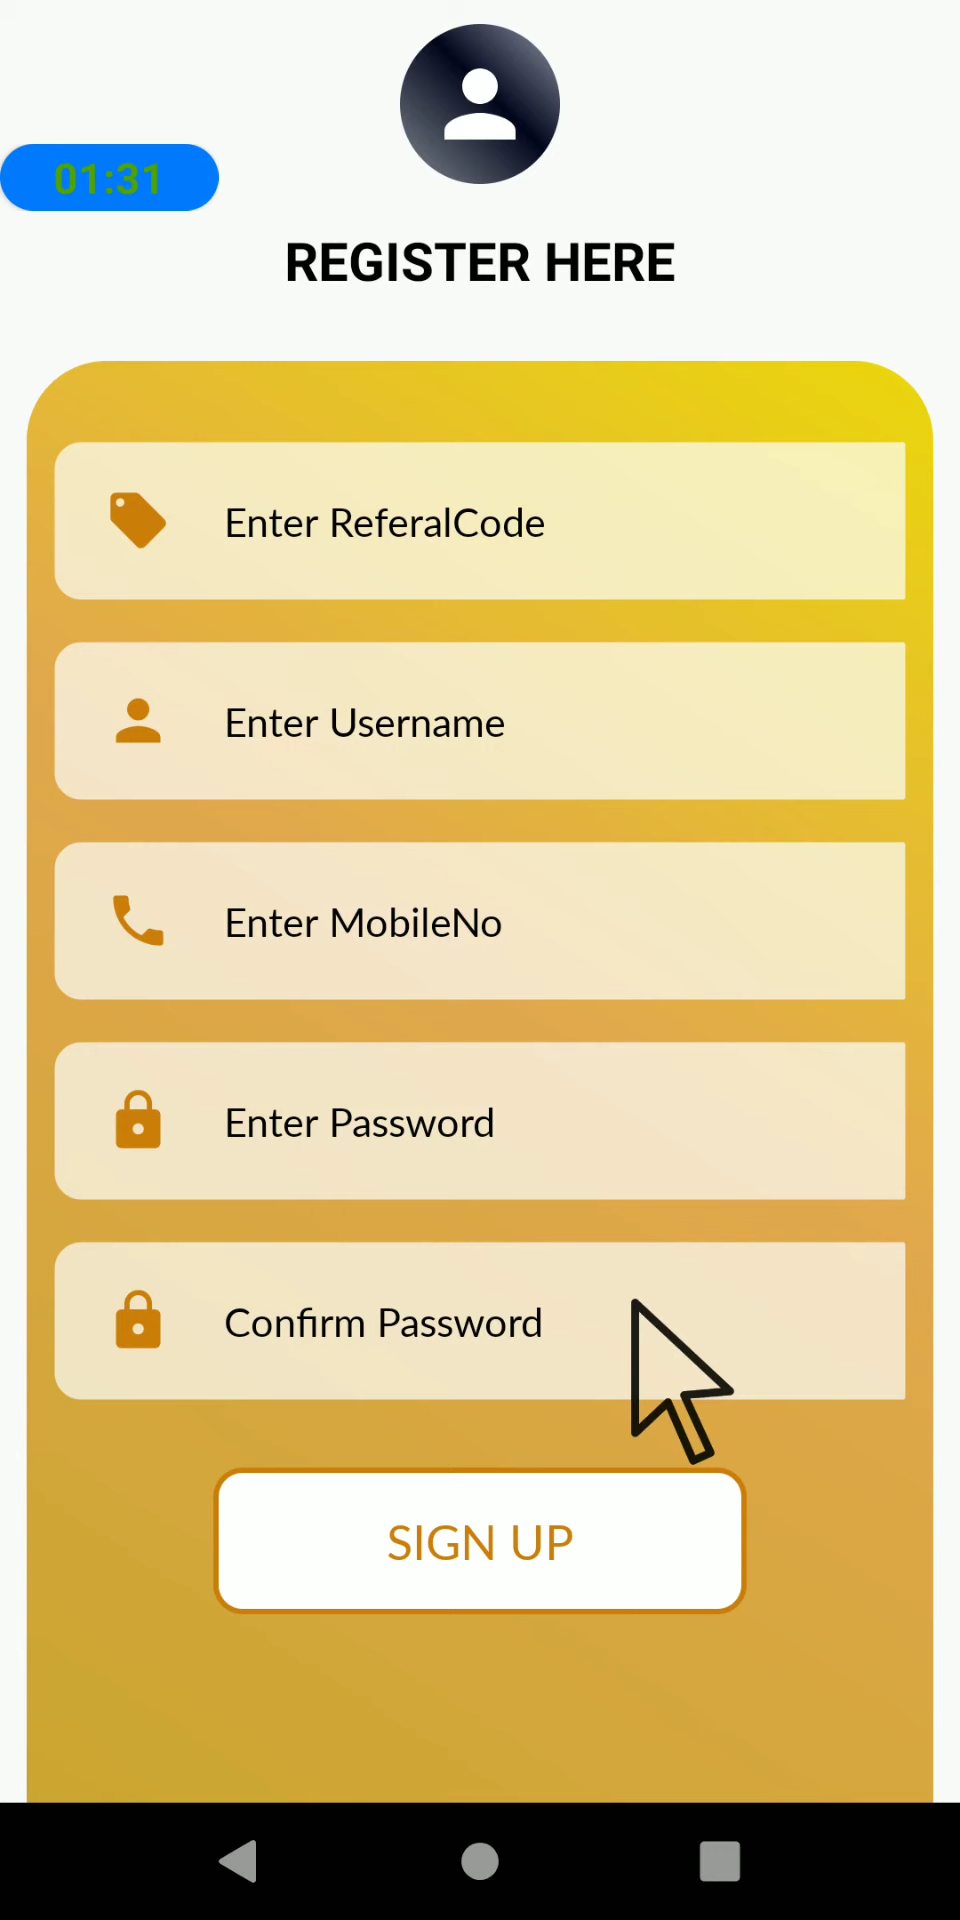 01:31
REGISTER HERE
Enter ReferalCode
Enter Username
Enter MobileNo
Enter Password
Confirm Password
SIGN UP